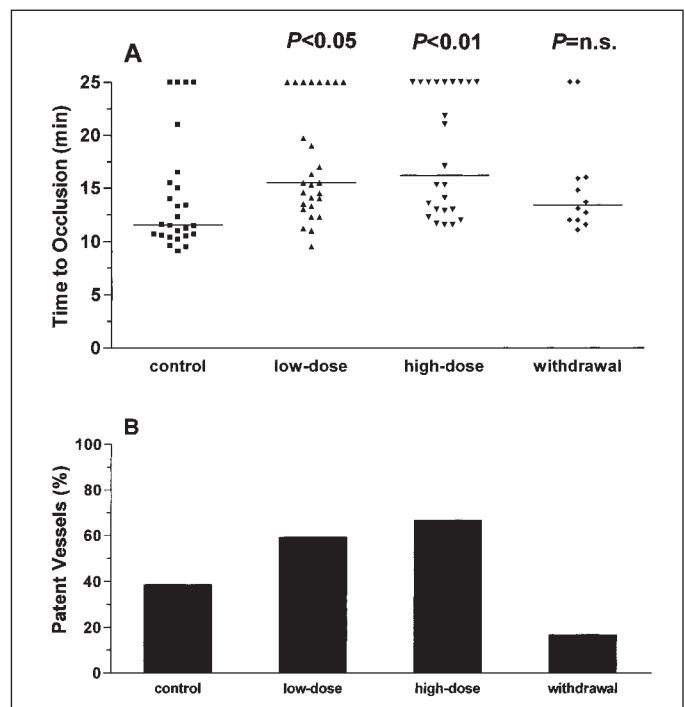 A
P<0.05 P<0.01 P=n.s.
Time to Occlusion (min)
25
20
15
10
5
0
control low-dose high-dose withdrawal
B
Patent Vessels (%)
100
80
60
40
20
0
control low-dose high-dose withdrawal